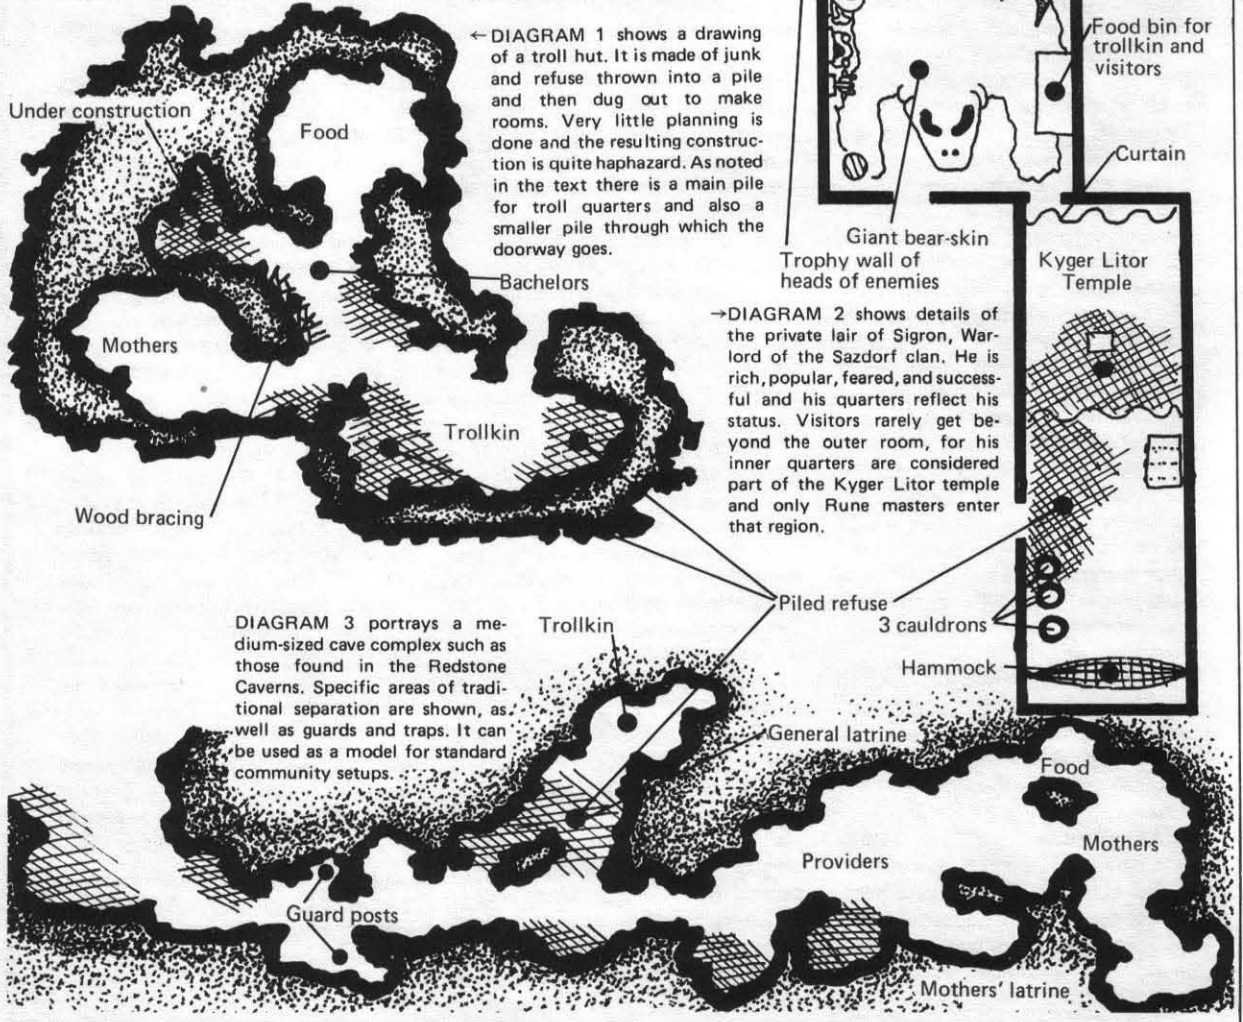 ←DIAGRAM 1 shows a drawing
of a troll hut. It is made of junk
and refuse thrown into a pile
and then dug out to make
rooms. Very little planning is
done and the resulting construc-
tion is quite haphazard. As noted
in the text there is a main pile
for troll quarters and also a
smaller pile through which the
doorway goes.
Under construction
Food
Bachelors
Mothers
Trollkin
Wood bracing
Food bin for
trollkin and
visitors
Curtain
Giant bear-skin
Trophy wall of
heads of enemies
Kyger Litor
Temple
→DIAGRAM 2 shows details of
the private lair of Sigron, War-
lord of the Sazdorf clan. He is
rich, popular, feared, and success-
ful and his quarters reflect his
status. Visitors rarely get be-
yond the outer room, for his
inner quarters are considered
part of the Kyger Litor temple
and only Rune masters enter
that region.
Piled refuse
3 cauldrons
Hammock
DIAGRAM 3 portrays a me-
dium-sized cave complex such as
those found in the Redstone
Caverns. Specific areas of tradi-
tional separation are shown, as
well as guards and traps. It can
be used as a model for standard
community setups.
Trollkin
General latrine
Food
Mothers
Providers
Guard posts
Mothers' latrine